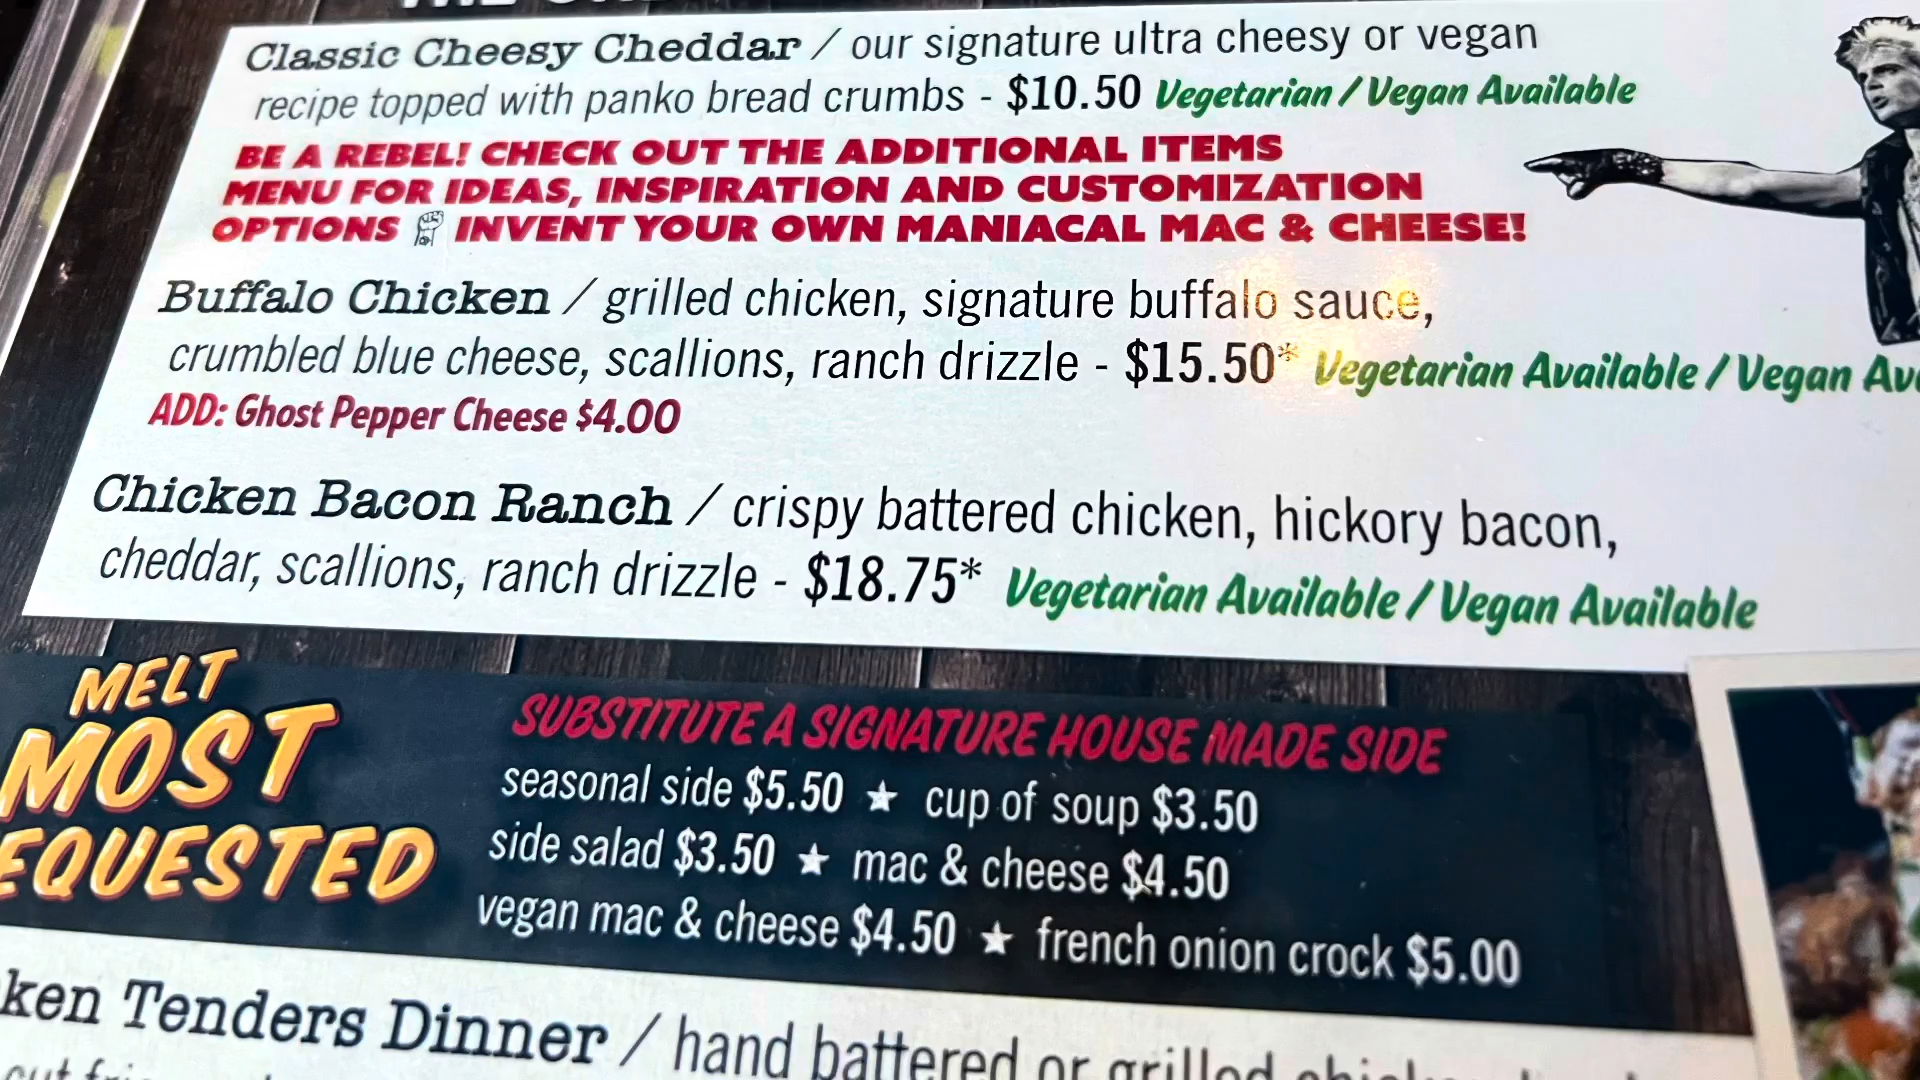 Classic Cheesy Cheddar / our signature ultra cheesy or vegan
recipe topped with panko bread crumbs - $10.50 Vegetarian / Vegan Available
BE A REBEL! CHECK OUT THE ADDITIONAL ITEMS
MENU FOR IDEAS, INSPIRATION AND CUSTOMIZATION
OPTIONS INVENT YOUR OWN MANIACAL MAC & CHEESE!
Buffalo Chicken / grilled chicken, signature buffalo sauce,
crumbled blue cheese, scallions, ranch drizzle - $15.50* Vegetarian Available / Vegan
ADD: Ghost Pepper Cheese $4.00
Chicken Bacon Ranch / crispy battered chicken, hickory bacon,
cheddar, scallions, ranch drizzle - $18.75* Vegetarian Available / Vegan Available
MELT
MOST
EQUESTED
SUBSTITUTE A SIGNATURE HOUSE MADE SIDE
seasonal side $5.50 ★ cup of soup $3.50
side salad $3.50 ★ mac & cheese $4.50
vegan mac & cheese $4.50 ★ french onion crock $5.00
ken Tenders Dinner / hand battered or grilled